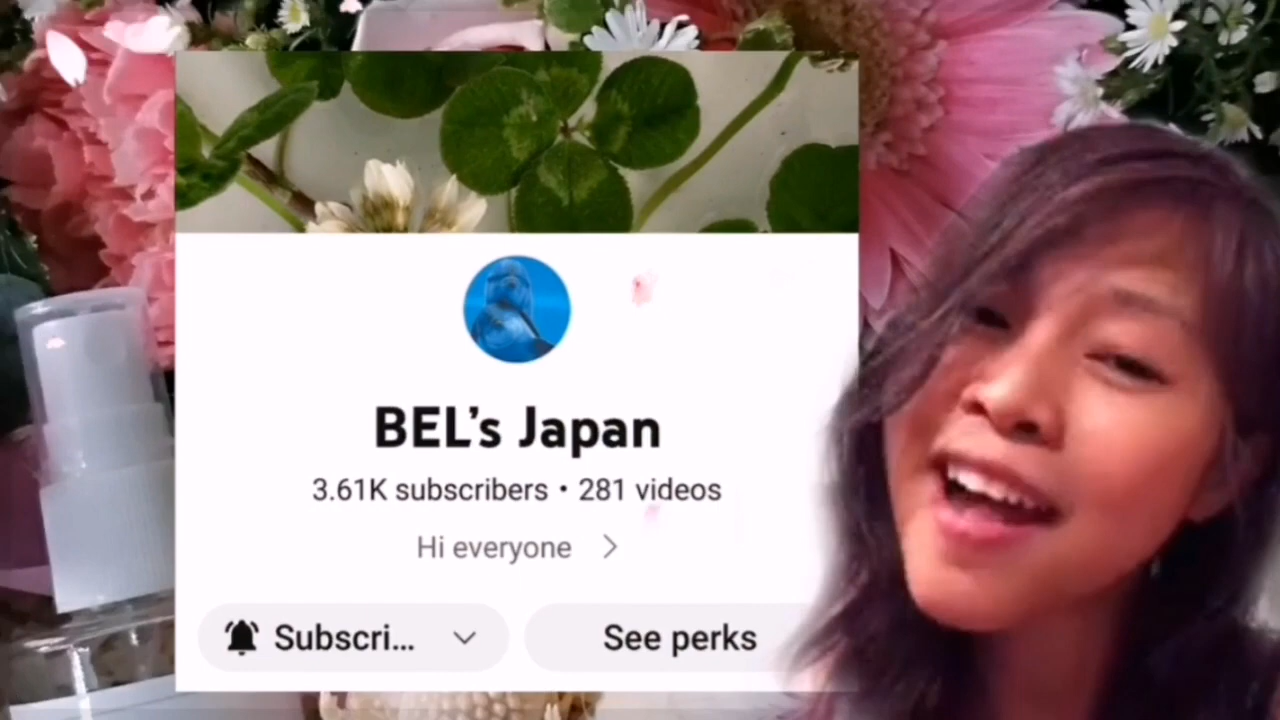 BEL's Japan
3.61K subscribers • 281 videos
Hi everyone >
Subscri...
See perks